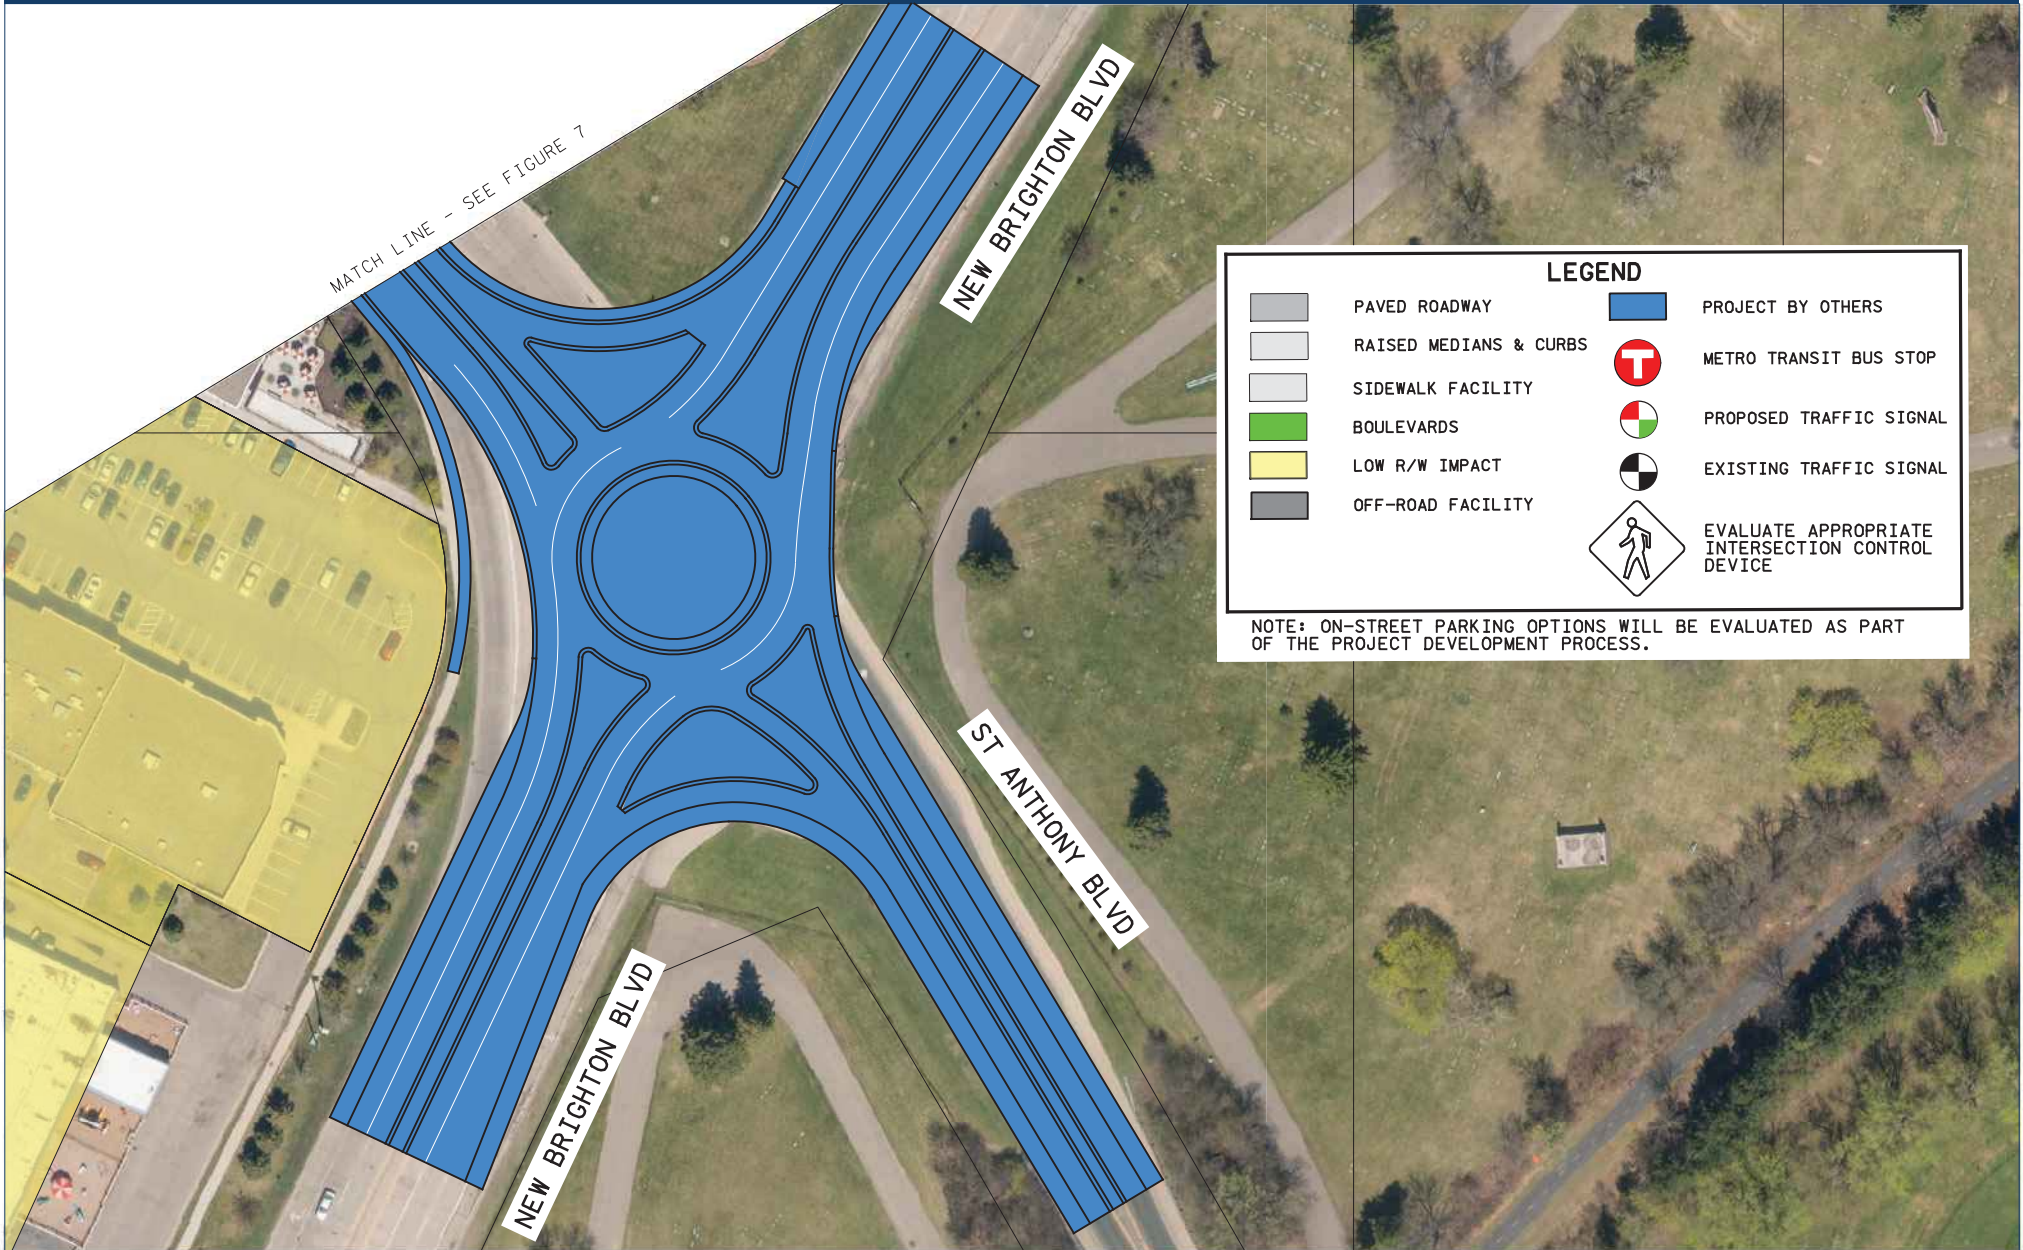 MATCH LINE - SEE FIGURE 7
NEW BRIGHTON BLVD
LEGEND
PAVED ROADWAY
RAISED MEDIANS & CURBS
SIDEWALK FACILITY
BOULEVARDS
LOW R/W IMPACT
OFF-ROAD FACILITY
PROJECT BY OTHERS
T
METRO TRANSIT BUS STOP
PROPOSED TRAFFIC SIGNAL
EXISTING TRAFFIC SIGNAL
EVALUATE APPROPRIATE
INTERSECTION CONTROL
DEVICE
NOTE: ON-STREET PARKING OPTIONS WILL BE EVALUATED AS PART
OF THE PROJECT DEVELOPMENT PROCESS.
ST ANTHONY BLVD
NEW BRIGHTON BLVD